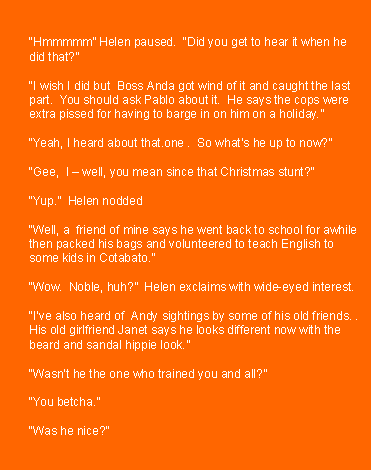 "Hmmmmm" Helen paused.  "Did you get to hear it when he
did that?"
"I wish I did but  Boss Anda got wind of it and caught the last
part.  You should ask Pablo about it.  He says the cops were
extra pissed for having to barge in on him on a holiday."
"Yeah, I heard about that.one .  So what's he up to now?"
"Gee,  I – well, you mean since that Christmas stunt?"
"Yup."  Helen nodded
"Well, a  friend of mine says he went back to school for awhile
then packed his bags and volunteered to teach English to
some kids in Cotabato."
"Wow.  Noble, huh?"  Helen exclaims with wide-eyed interest.
"I've also heard of  Andy sightings by some of his old friends. .
His old girlfriend Janet says he looks different now with the
beard and sandal hippie look."
"Wasn't he the one who trained you and all?"
"You betcha."
"Was he nice?"